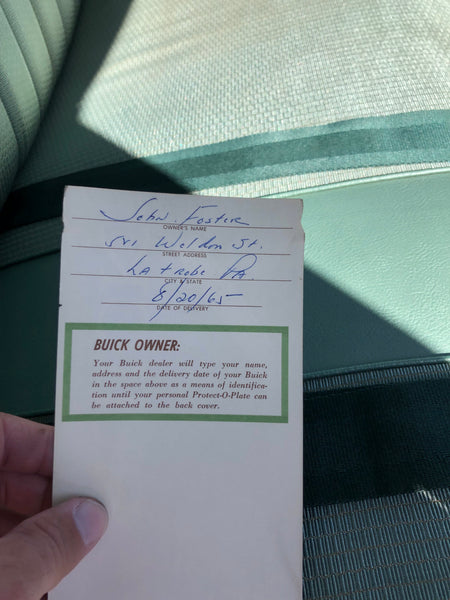 John Foster
OWNER'S NAME
Weldon St.
STREET ADDRESS
Latrobe Pa.
CITY & STATE
8/20/65
DATE OF DELIVERY
BUICK OWNER:
Your Buick dealer will type your name,
address and the delivery date of your Buick
in the space above as a means of identifica-
tion until your personal Protect-O-Plate can
be attached to the back cover.